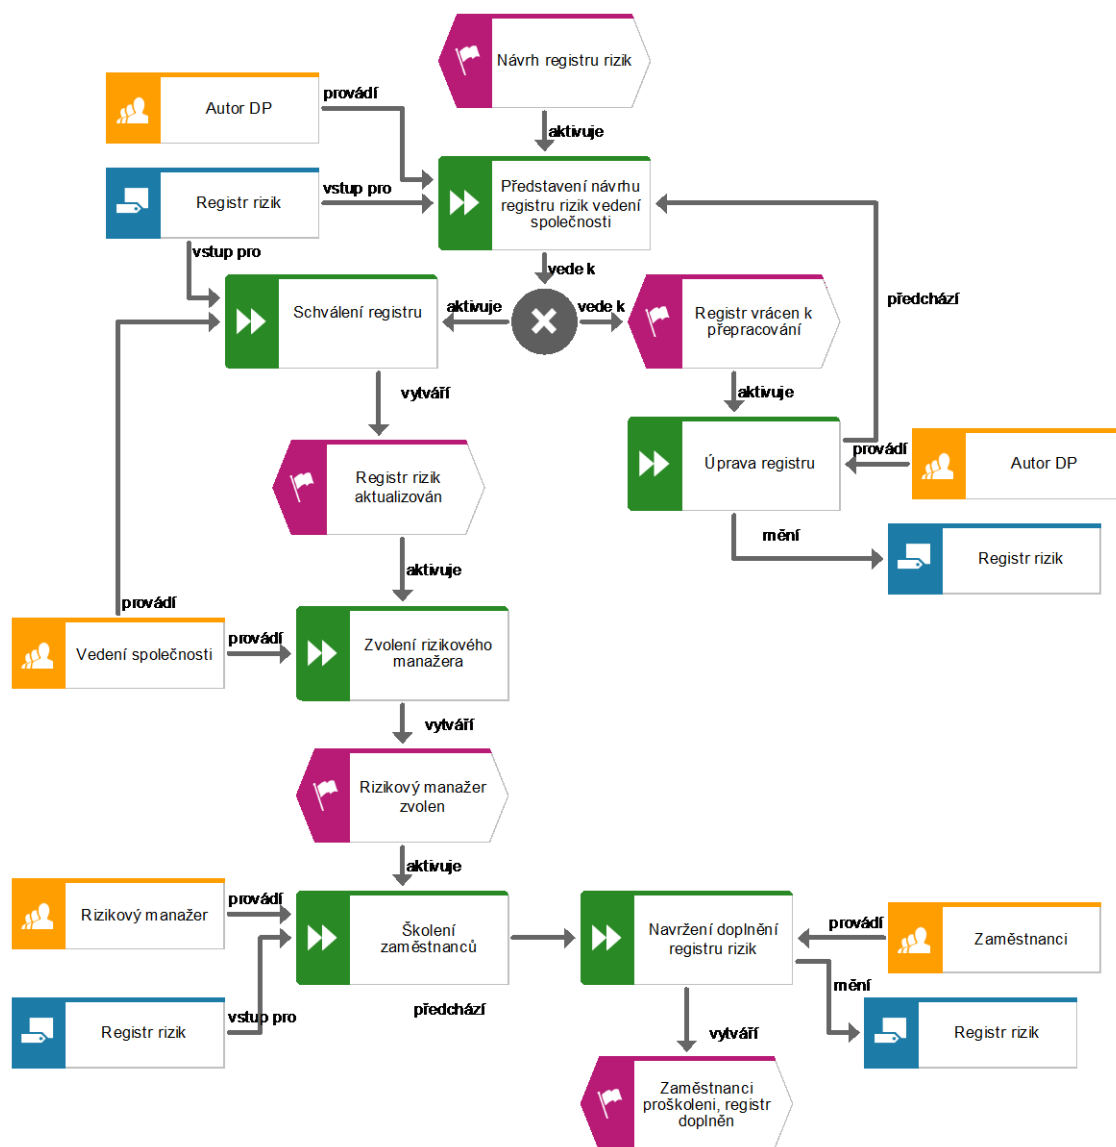 Návrh registru rizik
provádí
Autor DP
aktivuje
Představení návrhu
registru rizik vedení
společnosti
vstup pro
Registr rizik
vstup pro
vede k
předchází
Schválení registru
aktivuje
vede k
Registr vrácen k
přepracování
vytváří
aktivuje
Registr rizik
aktualizován
Úprava registru
provádí
Autor DP
mění
Registr rizik
aktivuje
provádí
Vedení společnosti
provádí
Zvolení rizikového
manažera
vytváří
Rizikový manažer
zvolen
aktivuje
Rizikový manažer
provádí
Školení
zaměstnanců
Navržení doplnění
registru rizik
provádí
Zaměstnanci
mění
předchází
Registr rizik
vstup pro
vytváří
Registr rizik
Zaměstnanci
proškoleni, registr
doplněn